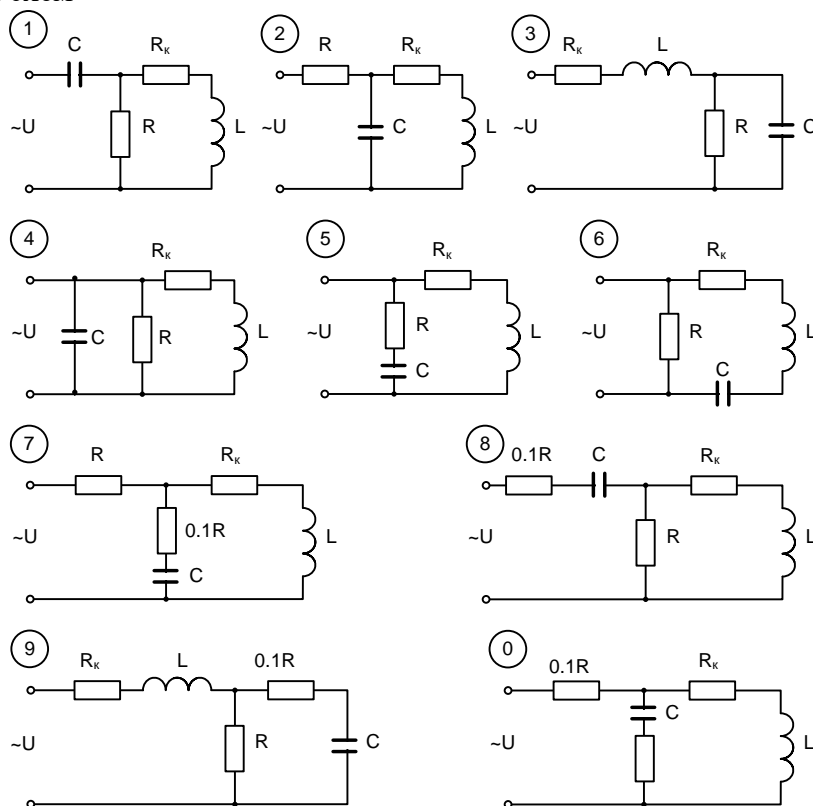 1 2 3
C Rк R Rк Rк L
~U R L ~U C L ~U R C
4 5 6
Rк Rк Rк
~U C R L ~U R L ~U R L
C C
7 8
R Rк 0.1R C Rк
~U 0.1R L ~U R L
C
9 0
Rк L 0.1R 0.1R Rк
~U R C ~U C L